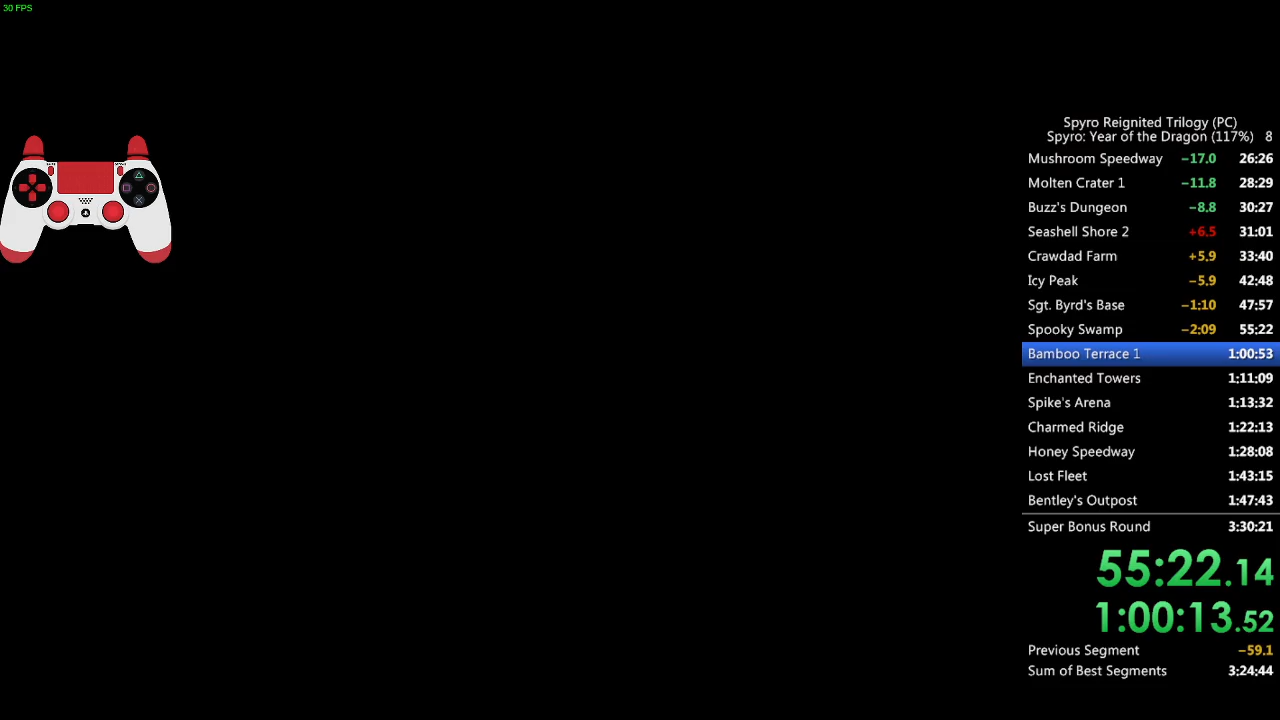 30 FPS
Spyro Reignited Trilogy (PC)
Spyro: Year of the Dragon (117%) 8
Mushroom Speedway −17.0 26:26
Molten Crater 1 −11.8 28:29
Buzz's Dungeon −8.8 30:27
Seashell Shore 2 +6.5 31:01
Crawdad Farm +5.9 33:40
Icy Peak −5.9 42:48
Sgt. Byrd's Base −1:10 47:57
Spooky Swamp −2:09 55:22
Bamboo Terrace 1 1:00:53
Enchanted Towers 1:11:09
Spike's Arena 1:13:32
Charmed Ridge 1:22:13
Honey Speedway 1:28:08
Lost Fleet 1:43:15
Bentley's Outpost 1:47:43
Super Bonus Round 3:30:21
55:22.14
1:00:13.52
Previous Segment −59.1
Sum of Best Segments 3:24:44